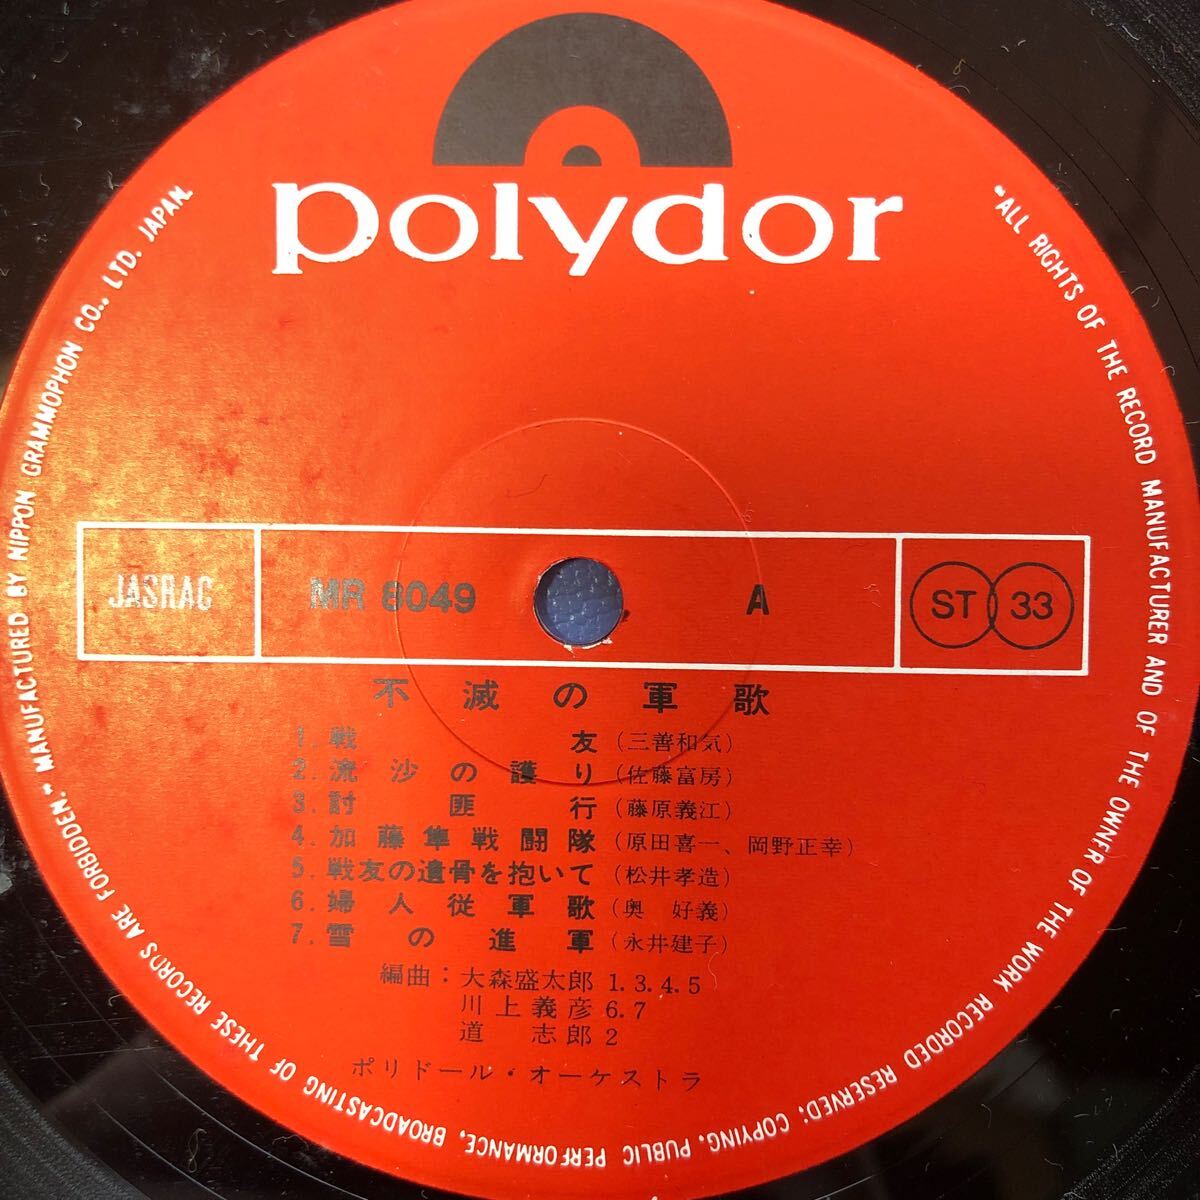 polydor
JASRAC
MR 8049
A
ST 33
不滅の軍歌
1. 戦友 (三善和気)
2. 流沙の護り (佐藤富房)
3. 討匪行 (藤原義江)
4. 加藤隼戦闘隊 (原田喜一、岡野正幸)
5. 戦友の遺骨を抱いて (松井孝造)
6. 婦人従軍歌 (奥 好義)
7. 雪の進軍 (永井建子)
編曲：大森盛太郎 1.3.4.5
川上義彦 6.7
道 志郎 2
ポリドール・オーケストラ
"ALL RIGHTS OF THE RECORD MANUFACTURER AND OF THE OWNER OF THE WORK RECORDED RESERVED; COPYING, PUBLIC PERFORMANCE, BROADCASTING OF THESE RECORDS ARE FORBIDDEN." MANUFACTURED BY NIPPON GRAMMOPHON CO., LTD. JAPAN.